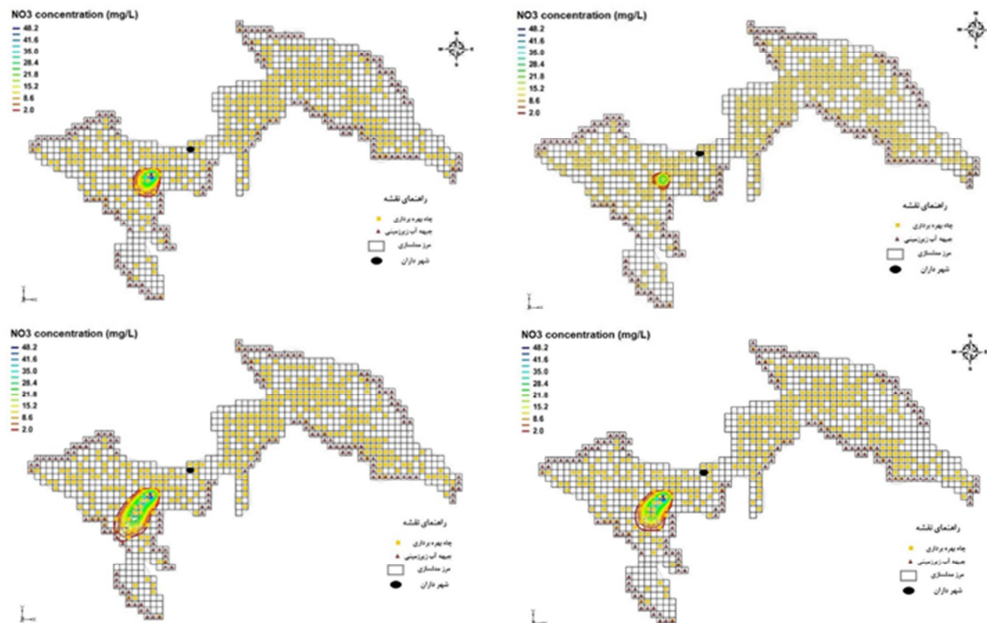 NO3 concentration (mg/L)
48.2
41.6
35.0
28.4
21.8
15.2
8.6
2.0
راهنمای نقشه
چاه بهره برداری
جبهه آب زیرزمینی
مرز مدلسازی
شهر داران
NO3 concentration (mg/L)
48.2
41.6
35.0
28.4
21.8
15.2
8.6
2.0
راهنمای نقشه
چاه بهره برداری
جبهه آب زیرزمینی
مرز مدلسازی
شهر داران
NO3 concentration (mg/L)
48.2
41.6
35.0
28.4
21.8
15.2
8.6
2.0
راهنمای نقشه
چاه بهره برداری
جبهه آب زیرزمینی
مرز مدلسازی
شهر داران
NO3 concentration (mg/L)
48.2
41.6
35.0
28.4
21.8
15.2
8.6
2.0
راهنمای نقشه
چاه بهره برداری
جبهه آب زیرزمینی
مرز مدلسازی
شهر داران